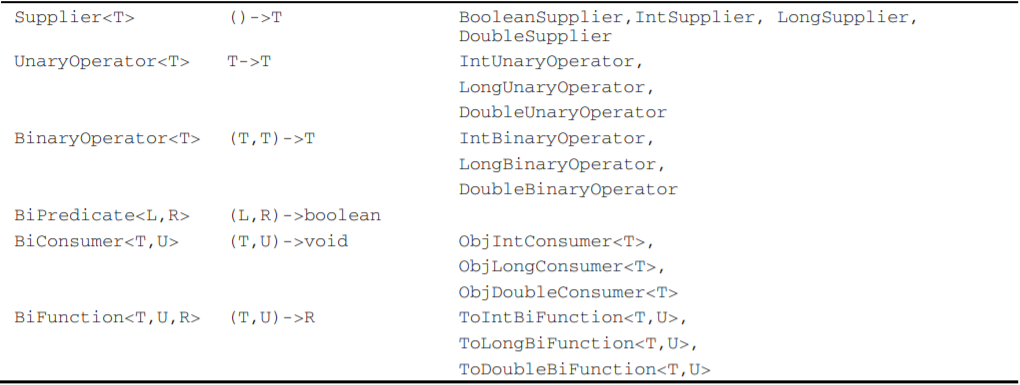 Supplier<T> ()->T BooleanSupplier,IntSupplier, LongSupplier,
DoubleSupplier
UnaryOperator<T> T->T IntUnaryOperator,
LongUnaryOperator,
DoubleUnaryOperator
BinaryOperator<T> (T,T)->T IntBinaryOperator,
LongBinaryOperator,
DoubleBinaryOperator
BiPredicate<L,R> (L,R)->boolean
BiConsumer<T,U> (T,U)->void ObjIntConsumer<T>,
ObjLongConsumer<T>,
ObjDoubleConsumer<T>
BiFunction<T,U,R> (T,U)->R ToIntBiFunction<T,U>,
ToLongBiFunction<T,U>,
ToDoubleBiFunction<T,U>